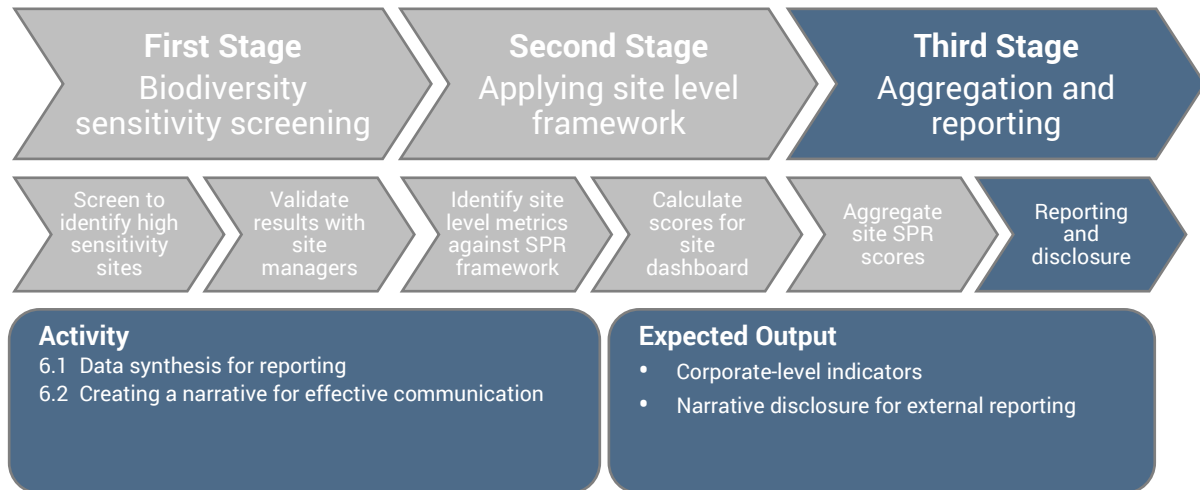 First Stage
Biodiversity
sensitivity screening
Second Stage
Applying site level
framework
Third Stage
Aggregation and
reporting
Screen to
identify high
sensitivity
sites
Validate
results with
site
managers
Identify site
level metrics
against SPR
framework
Calculate
scores for
site
dashboard
Aggregate
site SPR
scores
Reporting
and
disclosure
Activity
6.1 Data synthesis for reporting
6.2 Creating a narrative for effective communication
Expected Output
• Corporate-level indicators
• Narrative disclosure for external reporting